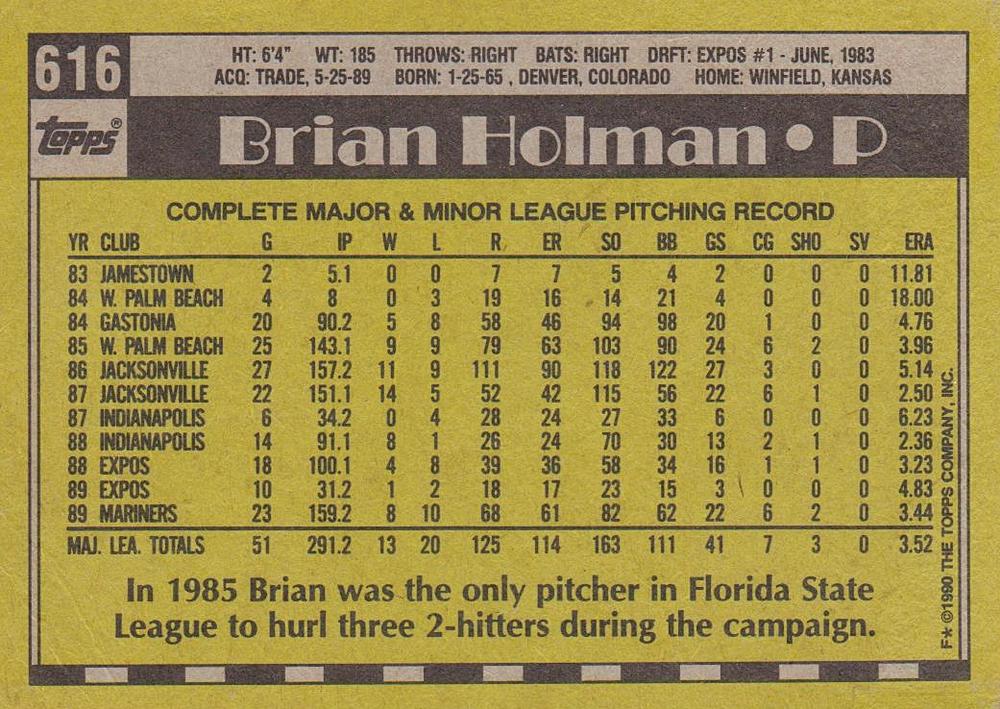 616
HT: 6'4" WT: 185 THROWS: RIGHT BATS: RIGHT DRFT: EXPOS #1 - JUNE, 1983
ACQ: TRADE, 5-25-89 BORN: 1-25-65 , DENVER, COLORADO HOME: WINFIELD, KANSAS
TOPPS®
Brian Holman • P
COMPLETE MAJOR & MINOR LEAGUE PITCHING RECORD
YR CLUB G IP W L R ER SO BB GS CG SHO SV ERA
83 JAMESTOWN 2 5.1 0 0 7 7 5 4 2 0 0 0 11.81
84 W. PALM BEACH 4 8 0 3 19 16 14 21 4 0 0 0 18.00
84 GASTONIA 20 90.2 5 8 58 46 94 98 20 1 0 0 4.76
85 W. PALM BEACH 25 143.1 9 9 79 63 103 90 24 6 2 0 3.96
86 JACKSONVILLE 27 157.2 11 9 111 90 118 122 27 3 0 0 5.14
87 JACKSONVILLE 22 151.1 14 5 52 42 115 56 22 6 1 0 2.50
87 INDIANAPOLIS 6 34.2 0 4 28 24 27 33 6 0 0 0 6.23
88 INDIANAPOLIS 14 91.1 8 1 26 24 70 30 13 2 1 0 2.36
88 EXPOS 18 100.1 4 8 39 36 58 34 16 1 1 0 3.23
89 EXPOS 10 31.2 1 2 18 17 23 15 3 0 0 0 4.83
89 MARINERS 23 159.2 8 10 68 61 82 62 22 6 2 0 3.44
MAJ. LEA. TOTALS 51 291.2 13 20 125 114 163 111 41 7 3 0 3.52
In 1985 Brian was the only pitcher in Florida State
League to hurl three 2-hitters during the campaign.
F* ©1990 THE TOPPS COMPANY, INC.